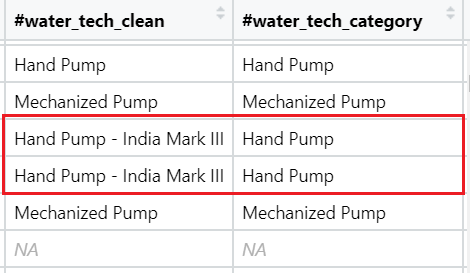 #water_tech_clean #water_tech_category
Hand Pump Hand Pump
Mechanized Pump Mechanized Pump
Hand Pump - India Mark III Hand Pump
Hand Pump - India Mark III Hand Pump
Mechanized Pump Mechanized Pump
NA NA